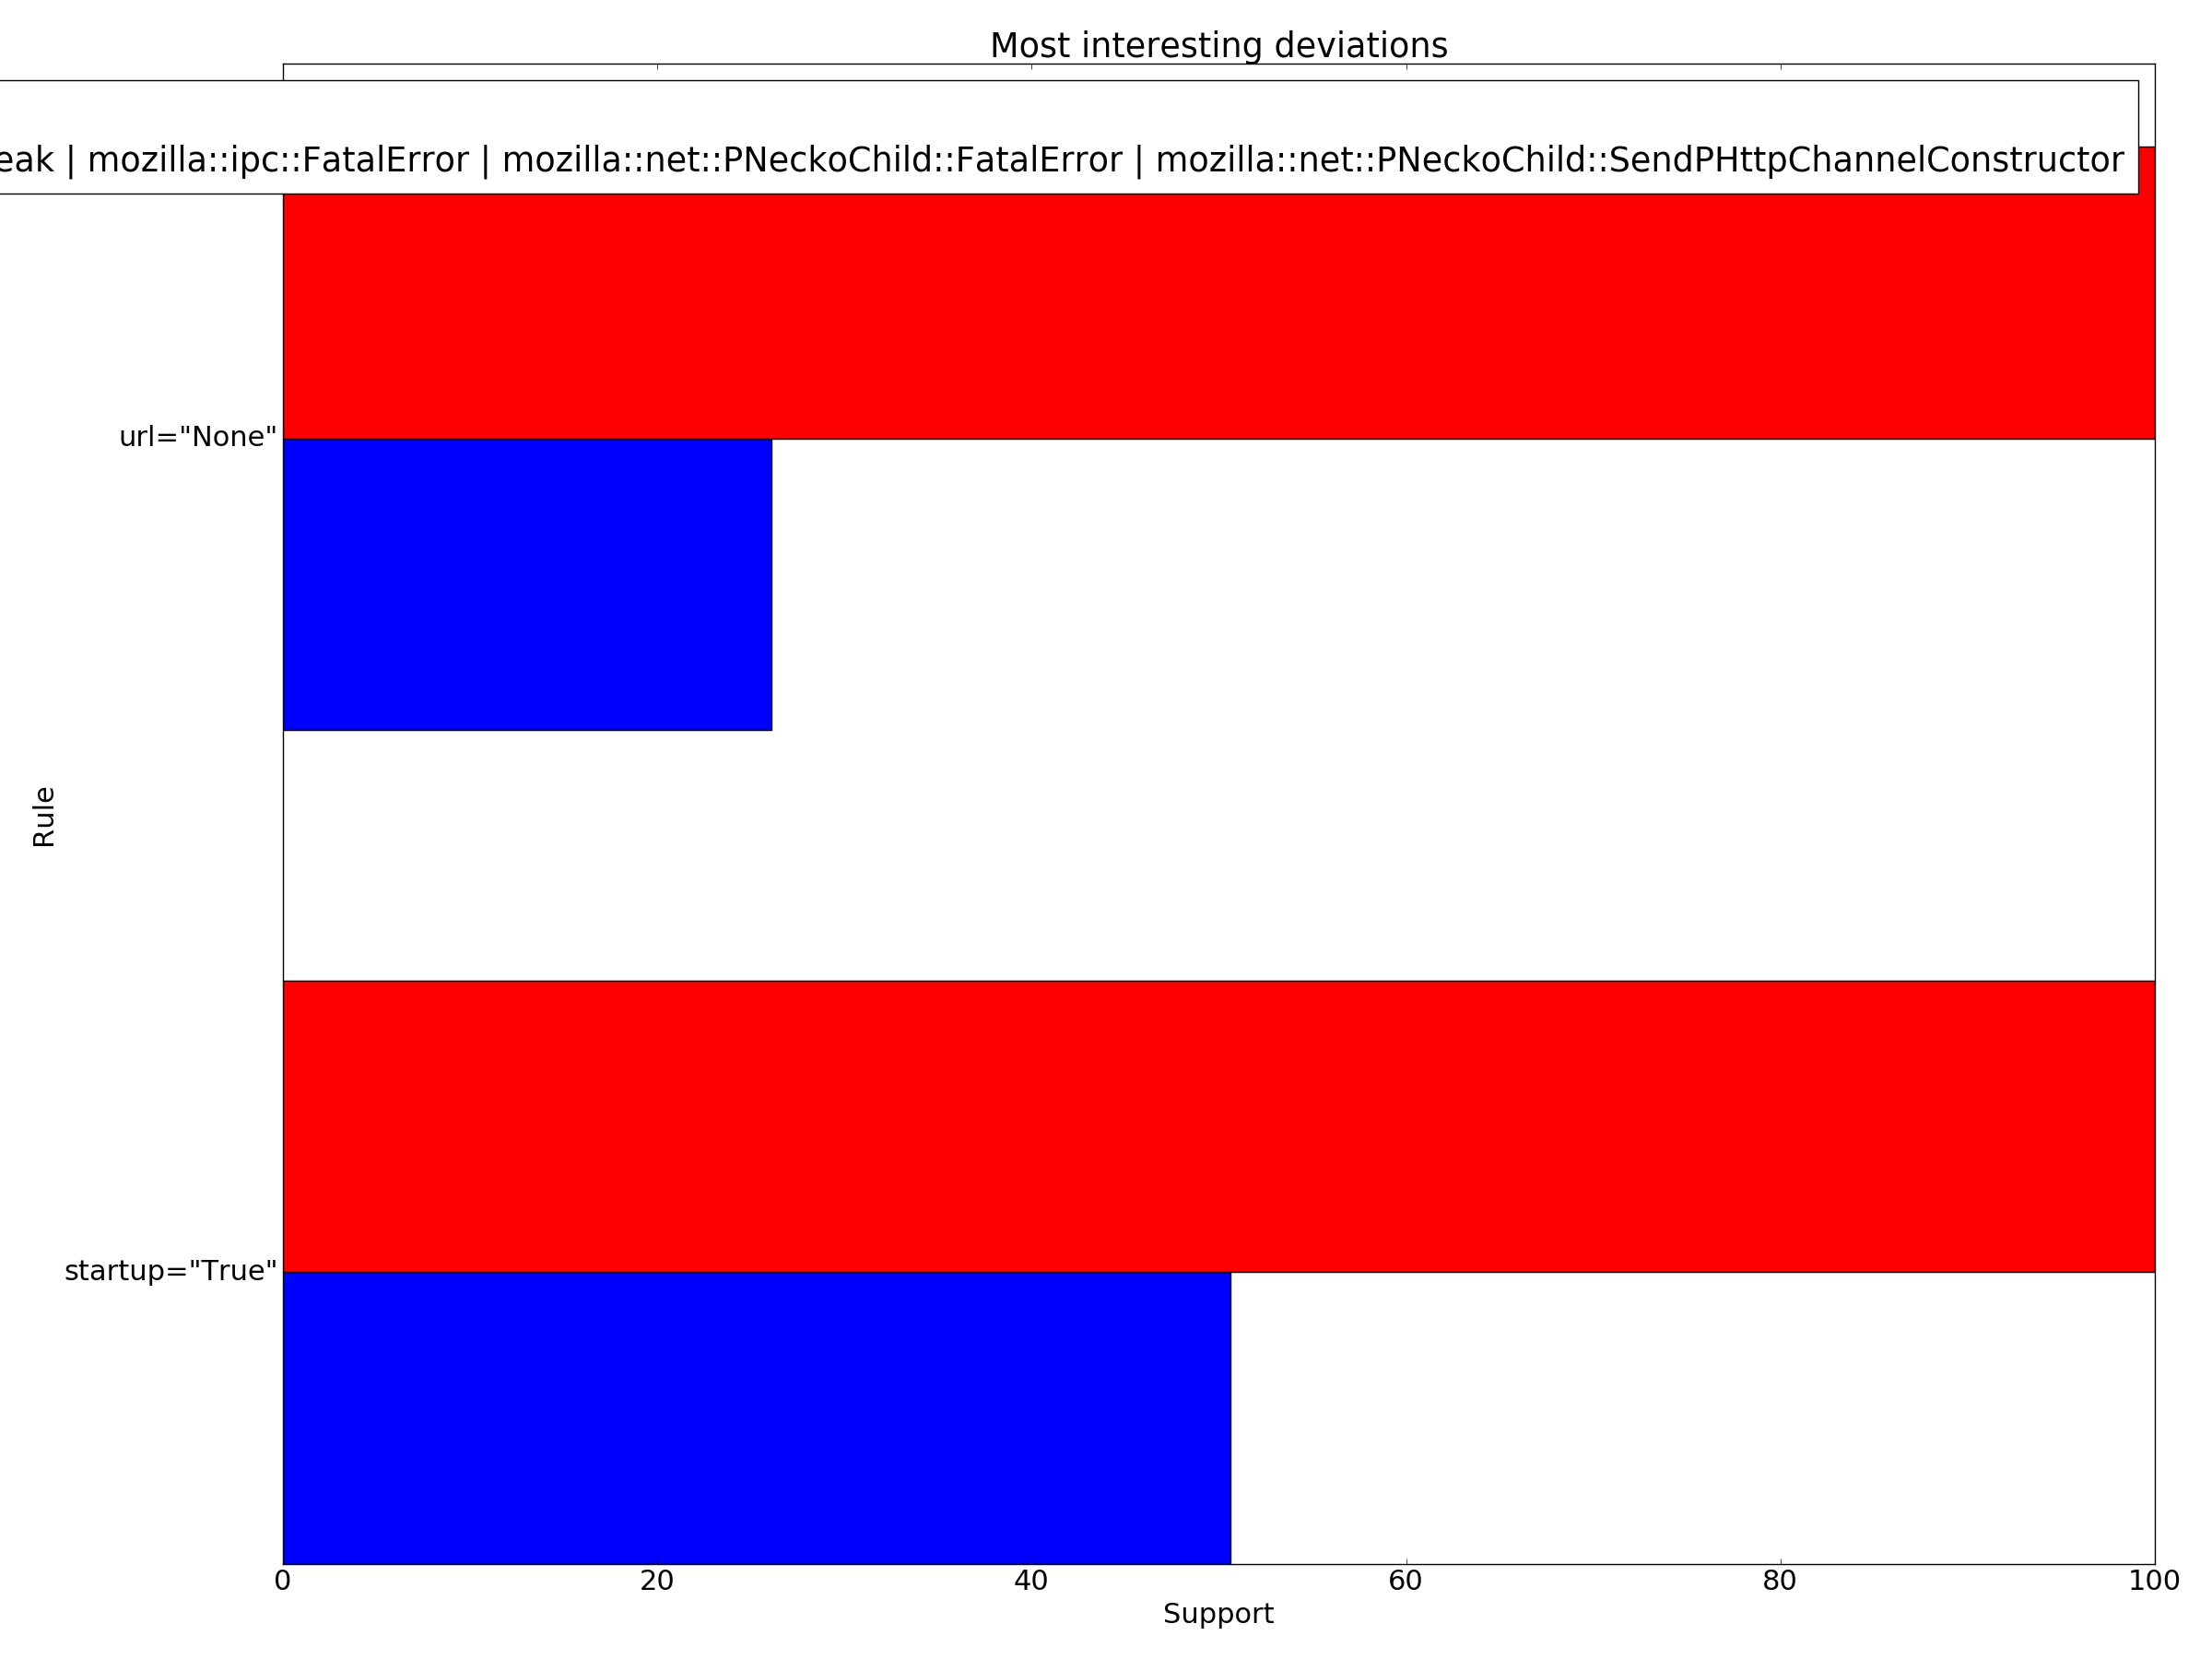 Most interesting deviations
| mozilla::ipc::FatalError | mozilla::net::PNeckoChild::FatalError | mozilla::net::PNeckoChild::SendPHttpChannelConstructor
url="None"
Rule
startup="True"
0 20 40 60 80 100
Support